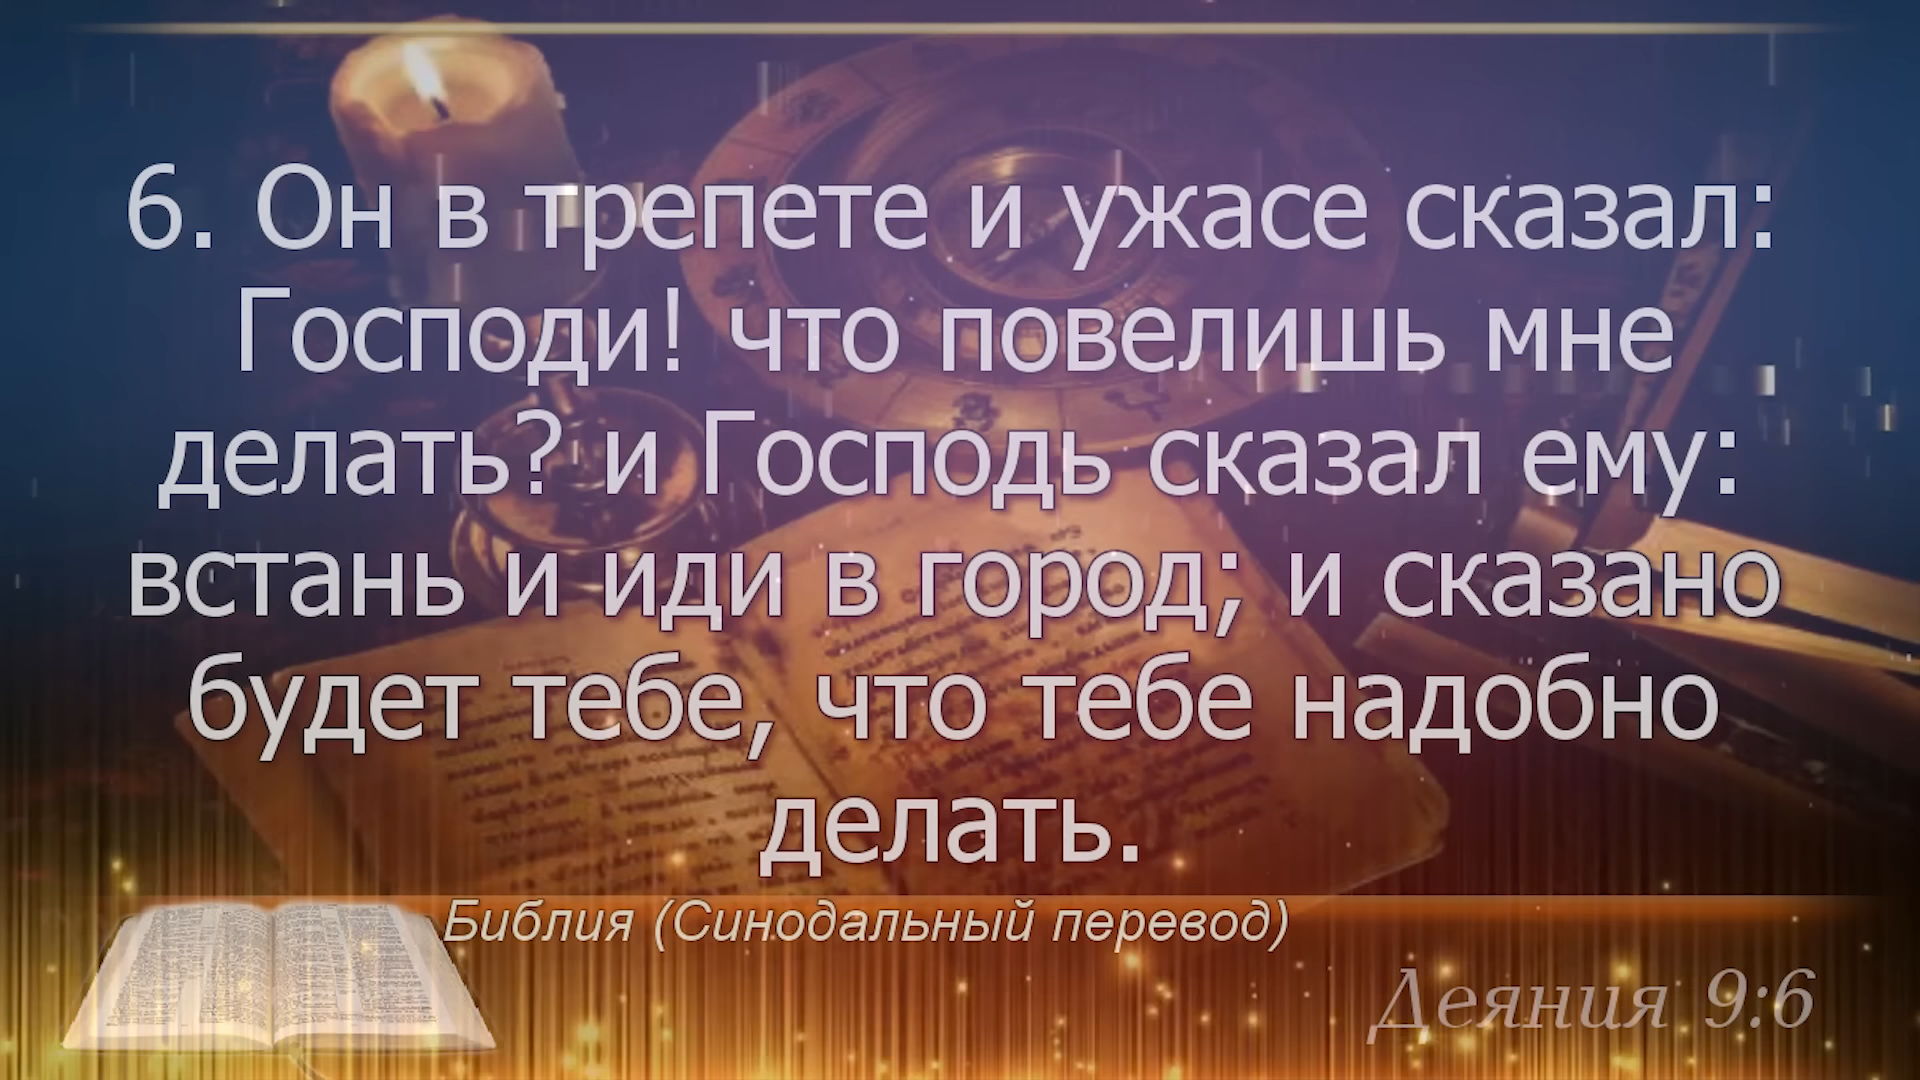 6. Он в трепете и ужасе сказал:
Господи! что повелишь мне
делать? и Господь сказал ему:
встань и иди в город; и сказано
будет тебе, что тебе надобно
делать.
Библия (Синодальный перевод)
Деяния 9:6